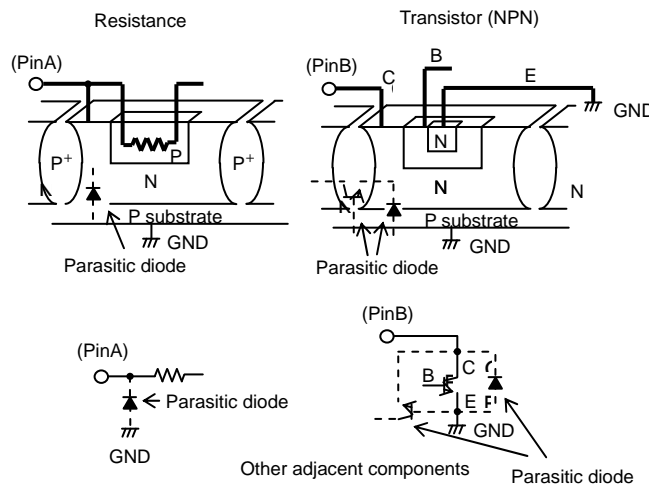 Resistance
Transistor (NPN)
(PinA)
(PinB)
C
B
E
GND
P+
P
P+
N
N
N
N
P substrate
P substrate
GND
GND
Parasitic diode
Parasitic diode
(PinA)
(PinB)
C
B
E
Parasitic diode
GND
GND
Other adjacent components
Parasitic diode